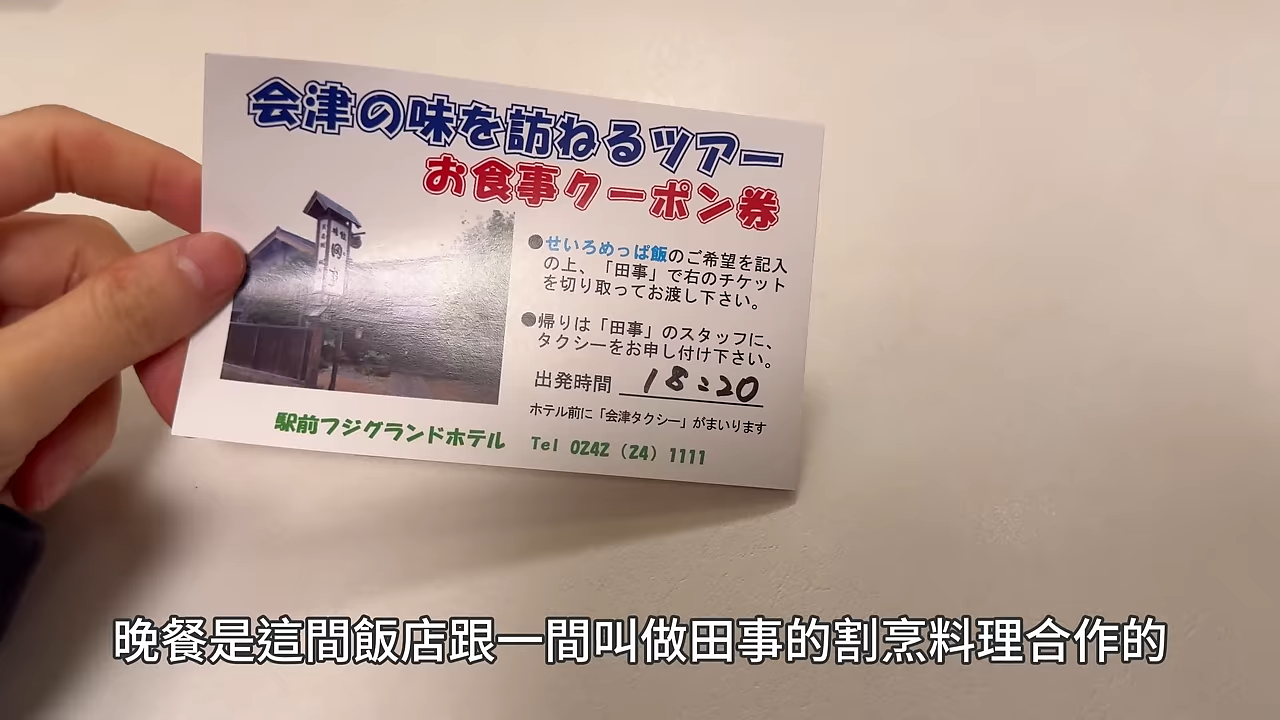 会津の味を訪ねるツアー
お食事クーポン券
●せいろめっぱ飯のご希望を記入
の上、「田事」で右のチケット
を切り取ってお渡し下さい。
●帰りは「田事」のスタッフに、
タクシーをお申し付け下さい。
出発時間 18:20
ホテル前に「会津タクシー」がまいります
駅前フジグランドホテル Tel 0242（24）1111
晚餐是這間飯店跟一間叫做田事的割烹料理合作的